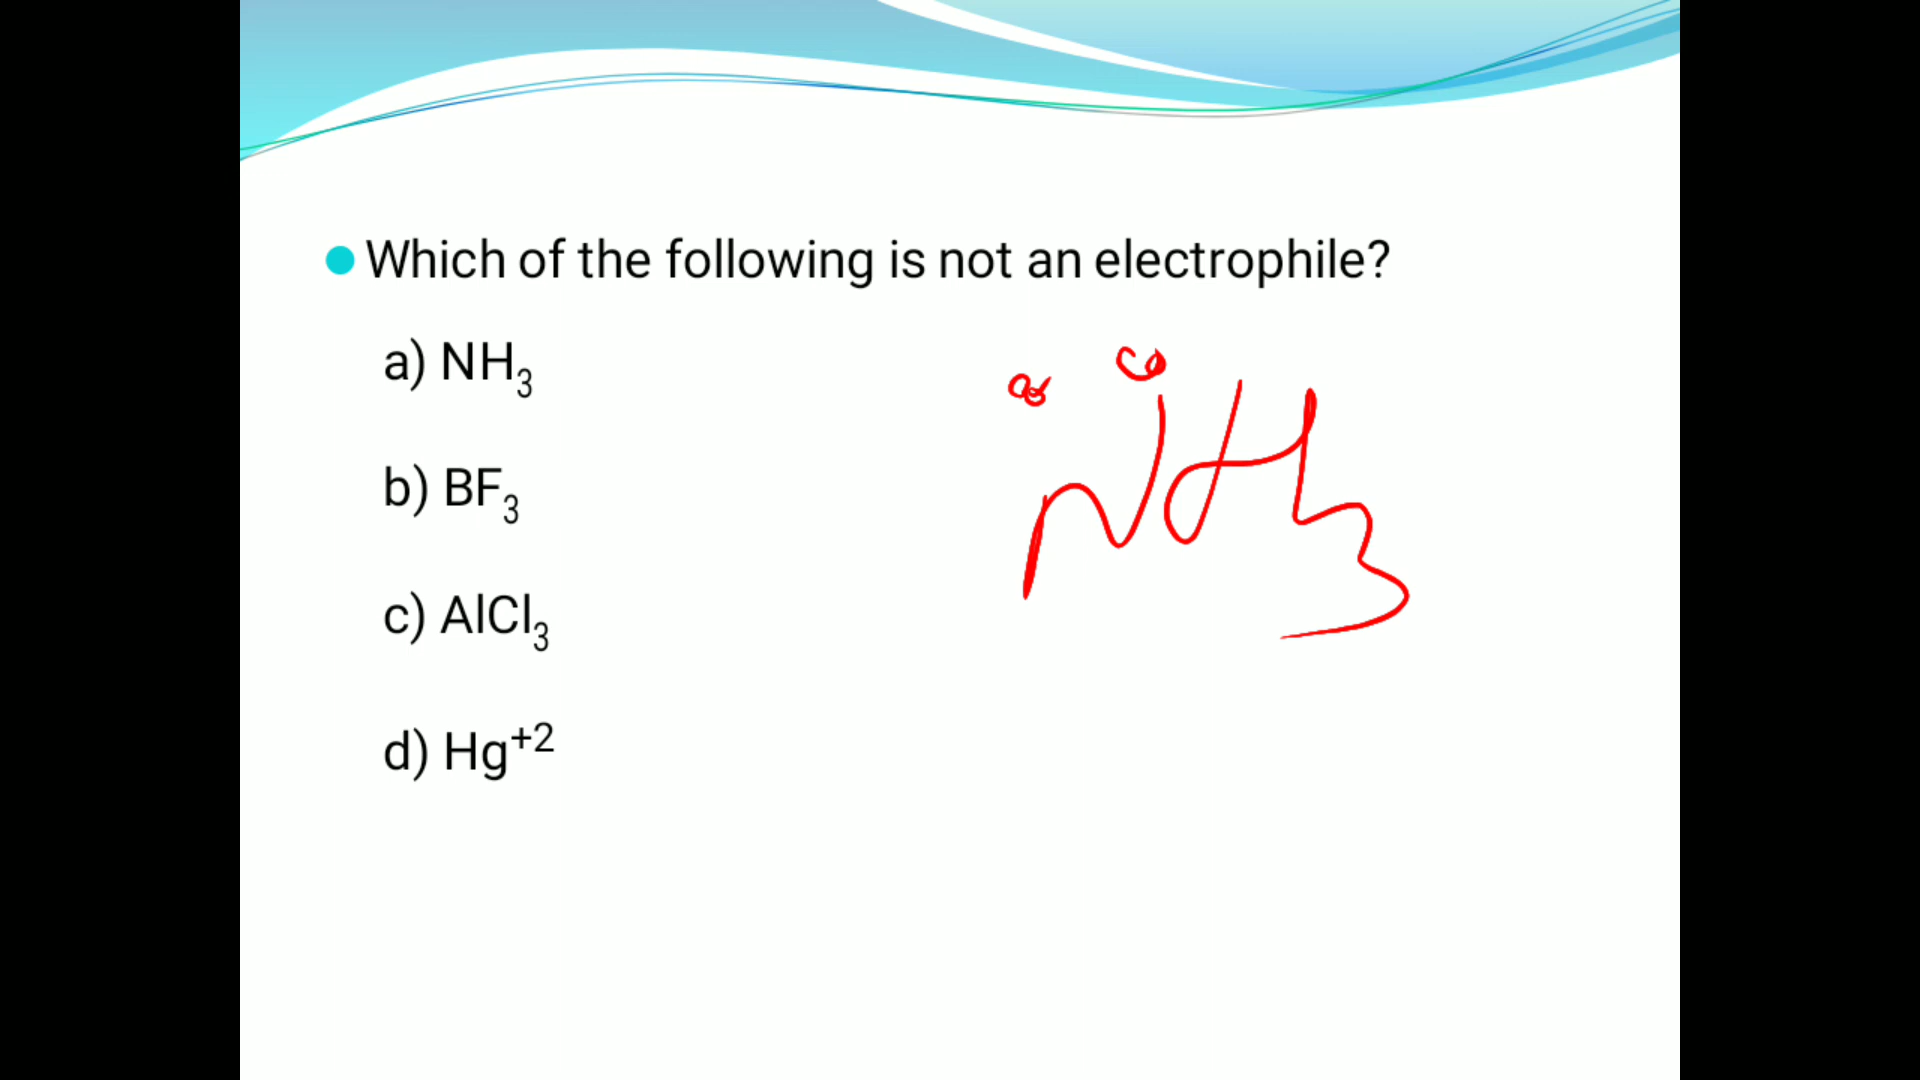 Which of the following is not an electrophile?
a) NH₃
b) BF₃
c) AlCl₃
d) Hg⁺²
NH₃